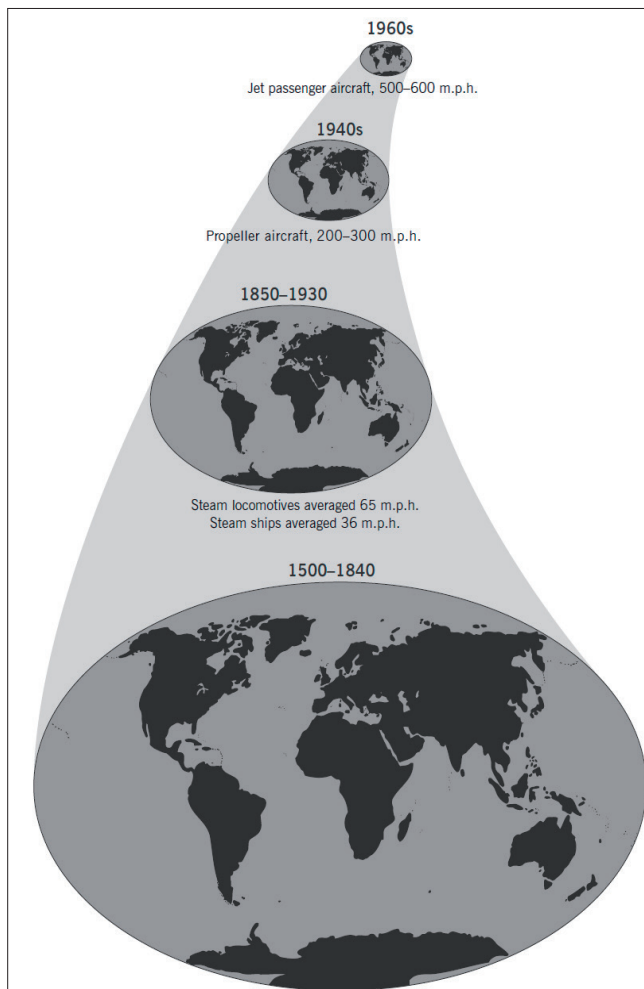 1960s
Jet passenger aircraft, 500–600 m.p.h.
1940s
Propeller aircraft, 200–300 m.p.h.
1850–1930
Steam locomotives averaged 65 m.p.h.
Steam ships averaged 36 m.p.h.
1500–1840